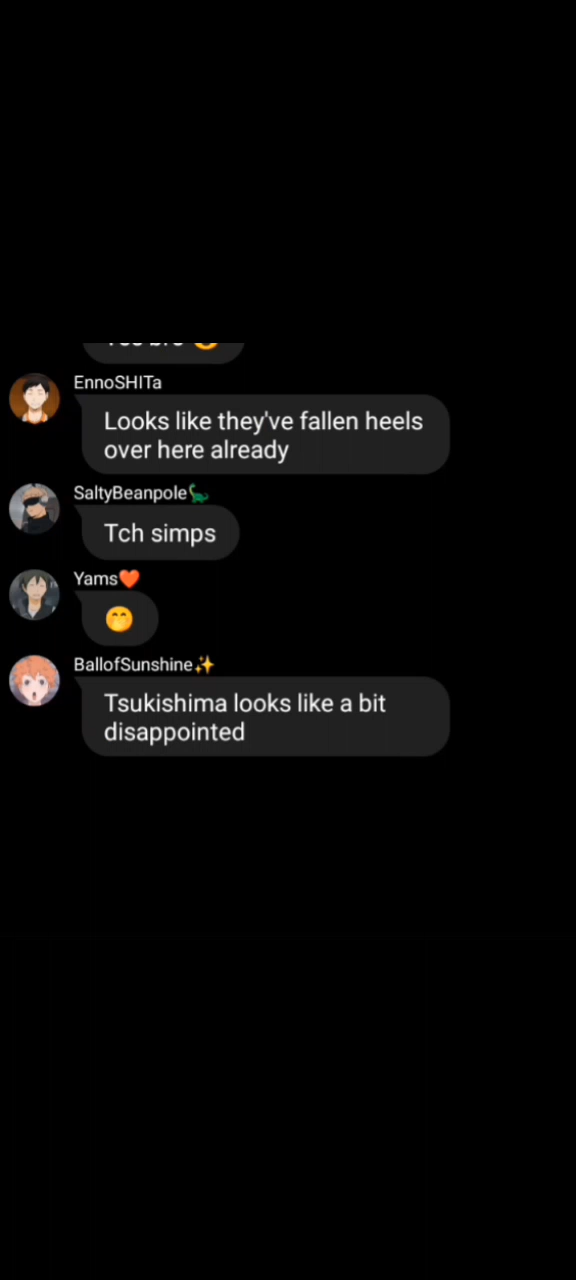 EnnoSHITa
Looks like they've fallen heels
over here already
SaltyBeanpole🦕
Tch simps
Yams❤️
🤭
BallofSunshine✨
Tsukishima looks like a bit
disappointed